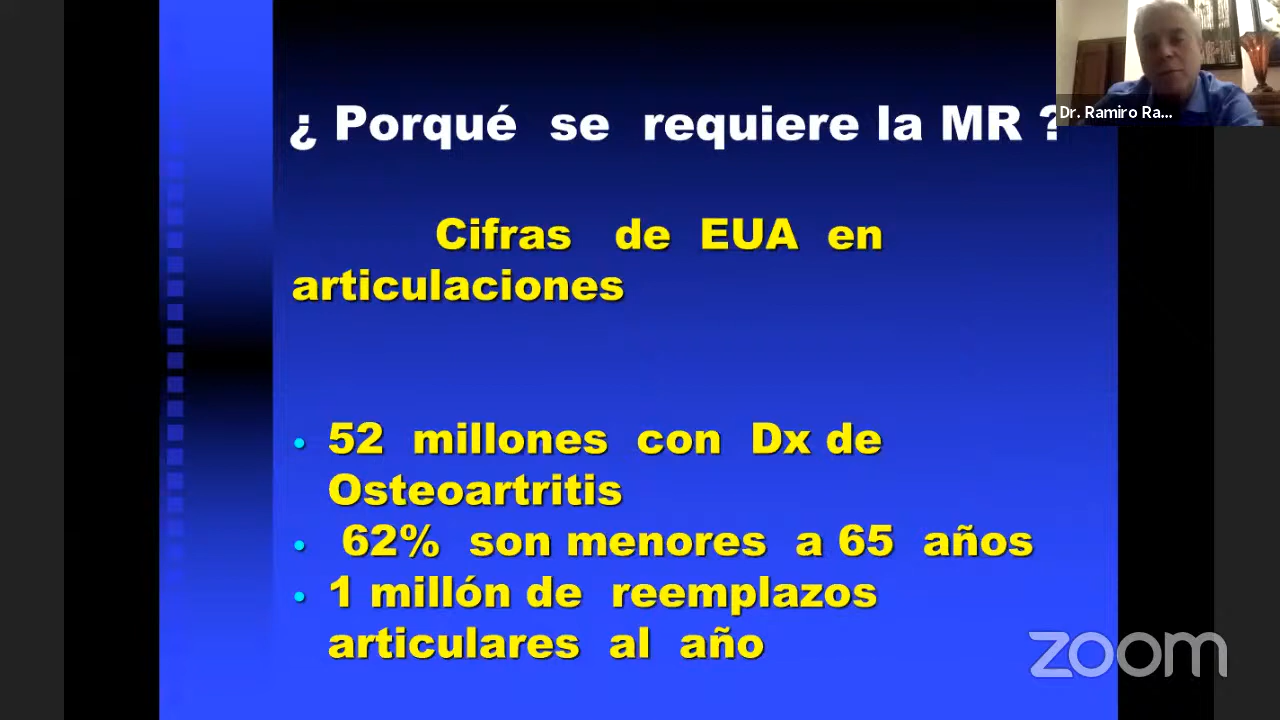 ¿ Porqué se requiere la MR ?
Dr. Ramiro Ra...
Cifras de EUA en
articulaciones
• 52 millones con Dx de
Osteoartritis
• 62% son menores a 65 años
• 1 millón de reemplazos
articulares al año
zoom